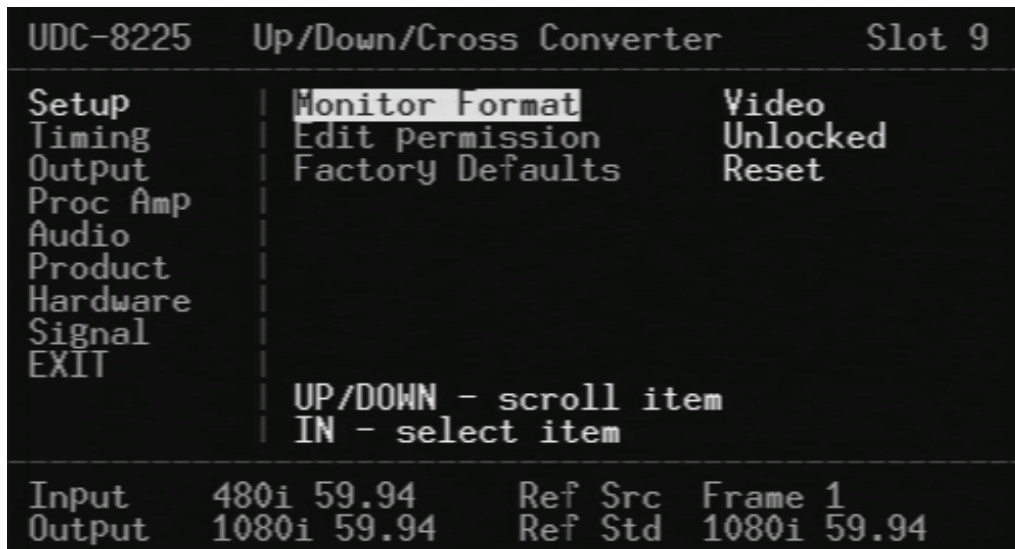 UDC-8225 Up/Down/Cross Converter Slot 9
Setup | Monitor Format Video
Timing | Edit permission Unlocked
Output | Factory Defaults Reset
Proc Amp |
Audio |
Product |
Hardware |
Signal |
EXIT |
| UP/DOWN - scroll item
| IN - select item
Input 480i 59.94 Ref Src Frame 1
Output 1080i 59.94 Ref Std 1080i 59.94